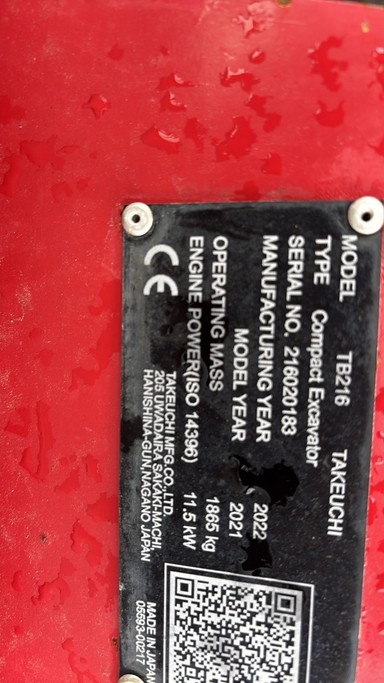 MODEL TB216 TAKEUCHI
TYPE Compact Excavator
SERIAL NO. 216020183
MANUFACTURING YEAR 2022
MODEL YEAR 2021
OPERATING MASS 1865 kg
ENGINE POWER(ISO 14396) 11.5 kW
CE
TAKEUCHI MFG.CO.,LTD.
205 UWADAIRA SAKAKI-MACHI,
HANISHINA-GUN,NAGANO JAPAN
MADE IN JAPAN
05593-00217